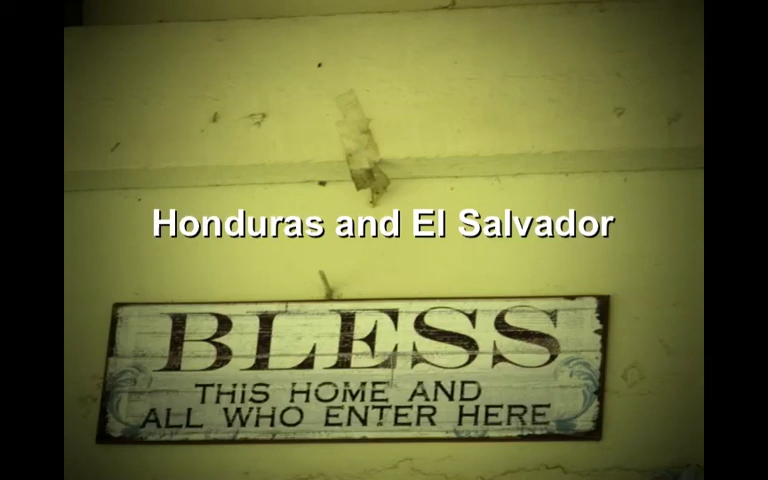 Honduras and El Salvador
BLESS
THIS HOME AND
ALL WHO ENTER HERE